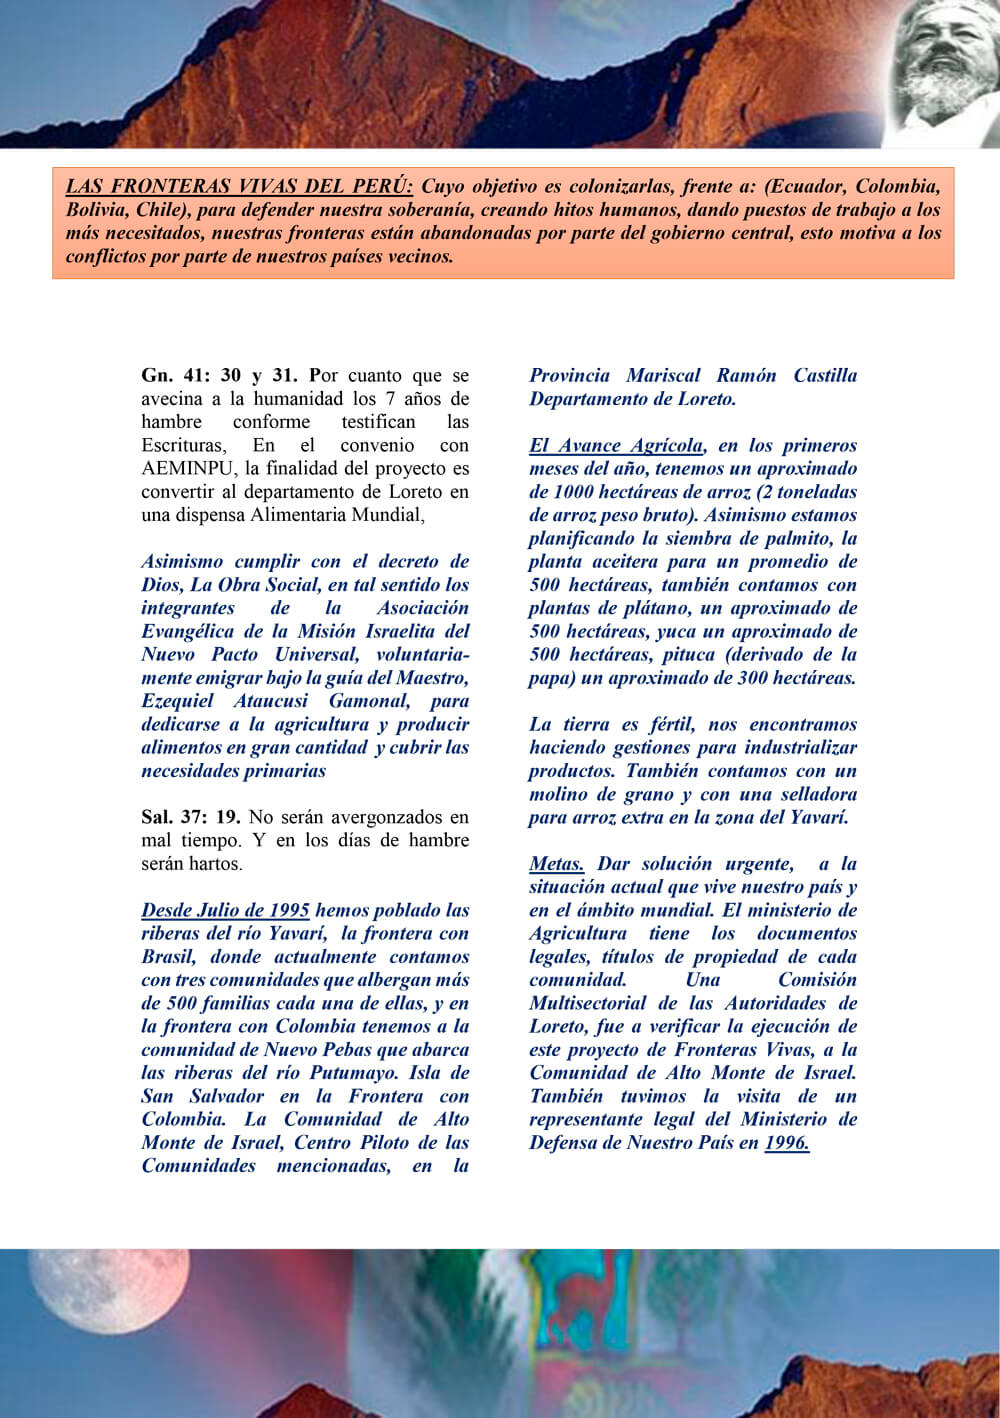 LAS FRONTERAS VIVAS DEL PERÚ: Cuyo objetivo es colonizarlas, frente a: (Ecuador, Colombia,
Bolivia, Chile), para defender nuestra soberanía, creando hitos humanos, dando puestos de trabajo a los
más necesitados, nuestras fronteras están abandonadas por parte del gobierno central, esto motiva a los
conflictos por parte de nuestros países vecinos.
Gn. 41: 30 y 31. Por cuanto que se
avecina a la humanidad los 7 años de
hambre conforme testifican las
Escrituras, En el convenio con
AEMINPU, la finalidad del proyecto es
convertir al departamento de Loreto en
una dispensa Alimentaria Mundial,
Asimismo cumplir con el decreto de
Dios, La Obra Social, en tal sentido los
integrantes de la Asociación
Evangélica de la Misión Israelita del
Nuevo Pacto Universal, voluntaria-
mente emigrar bajo la guía del Maestro,
Ezequiel Ataucusi Gamonal, para
dedicarse a la agricultura y producir
alimentos en gran cantidad y cubrir las
necesidades primarias
Sal. 37: 19. No serán avergonzados en
mal tiempo. Y en los días de hambre
serán hartos.
Desde Julio de 1995 hemos poblado las
riberas del río Yavarí, la frontera con
Brasil, donde actualmente contamos
con tres comunidades que albergan más
de 500 familias cada una de ellas, y en
la frontera con Colombia tenemos a la
comunidad de Nuevo Pebas que abarca
las riberas del río Putumayo. Isla de
San Salvador en la Frontera con
Colombia. La Comunidad de Alto
Monte de Israel, Centro Piloto de las
Comunidades mencionadas, en la
Provincia Mariscal Ramón Castilla
Departamento de Loreto.
El Avance Agrícola, en los primeros
meses del año, tenemos un aproximado
de 1000 hectáreas de arroz (2 toneladas
de arroz peso bruto). Asimismo estamos
planificando la siembra de palmito, la
planta aceitera para un promedio de
500 hectáreas, también contamos con
plantas de plátano, un aproximado de
500 hectáreas, yuca un aproximado de
500 hectáreas, pituca (derivado de la
papa) un aproximado de 300 hectáreas.
La tierra es fértil, nos encontramos
haciendo gestiones para industrializar
productos. También contamos con un
molino de grano y con una selladora
para arroz extra en la zona del Yavarí.
Metas. Dar solución urgente, a la
situación actual que vive nuestro país y
en el ámbito mundial. El ministerio de
Agricultura tiene los documentos
legales, títulos de propiedad de cada
comunidad. Una Comisión
Multisectorial de las Autoridades de
Loreto, fue a verificar la ejecución de
este proyecto de Fronteras Vivas, a la
Comunidad de Alto Monte de Israel.
También tuvimos la visita de un
representante legal del Ministerio de
Defensa de Nuestro País en 1996.